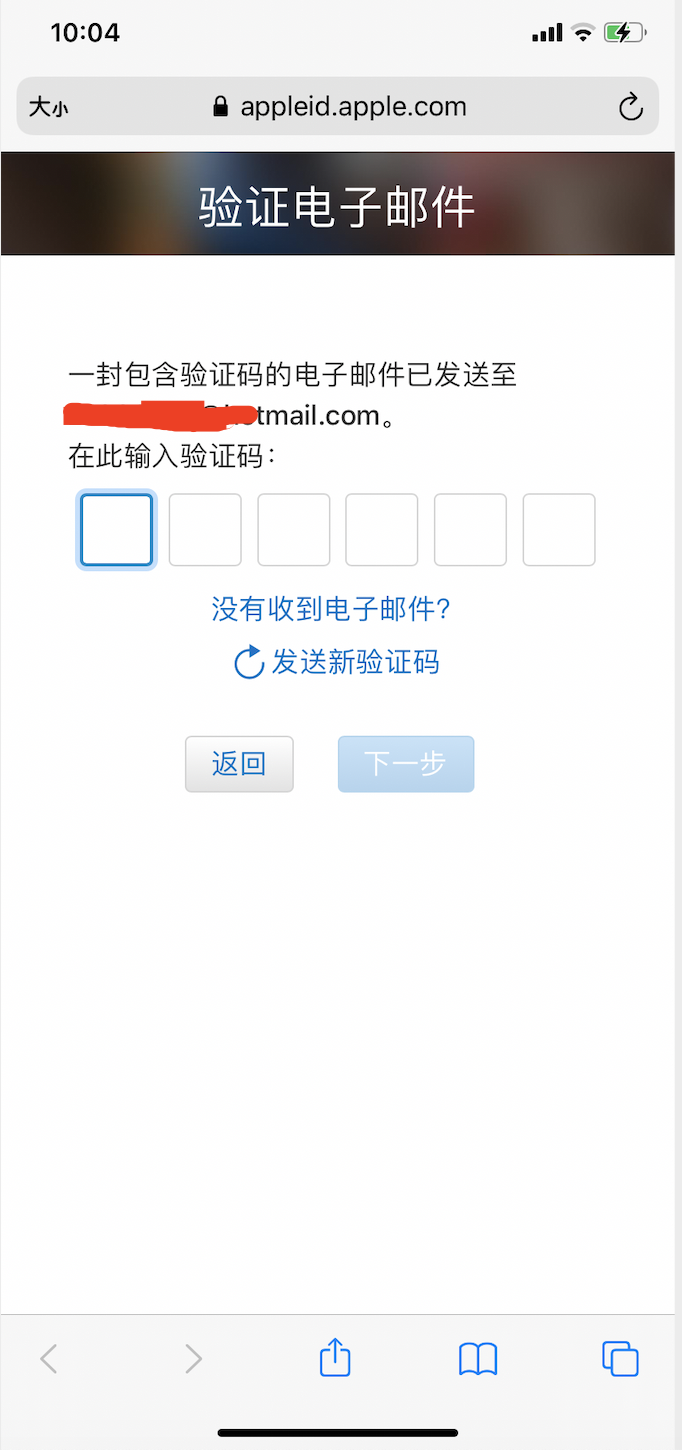 10:04
大小 appleid.apple.com
验证电子邮件
一封包含验证码的电子邮件已发送至
tmail.com。
在此输入验证码：
没有收到电子邮件？
发送新验证码
返回 下一步